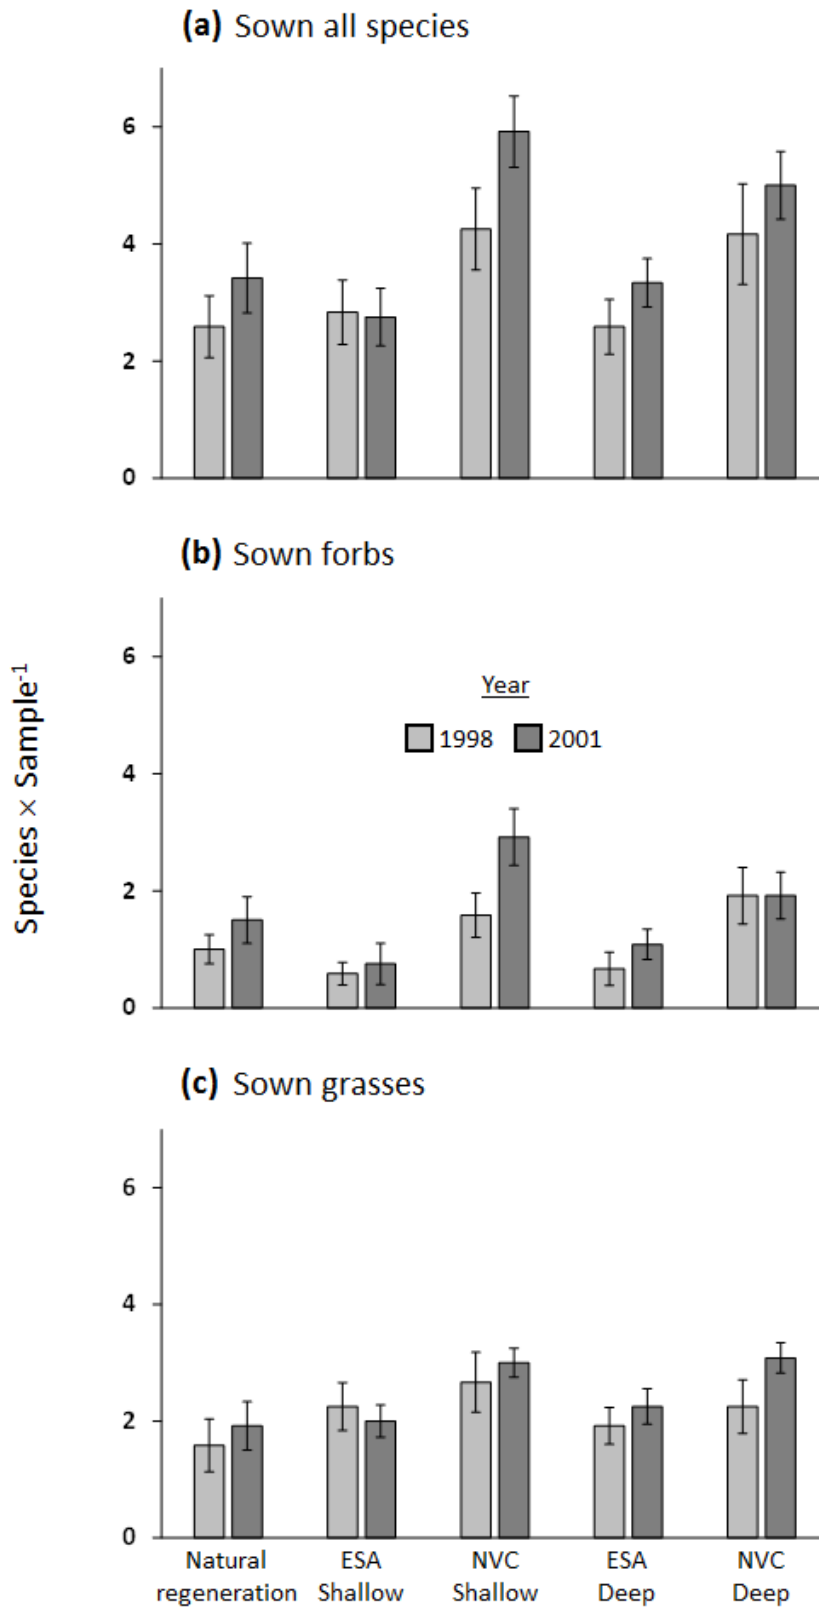 (a) Sown all species
6
4
2
0
(b) Sown forbs
6
Year
1998 2001
4
2
0
Species × Sample-1
(c) Sown grasses
6
4
2
0
Natural regeneration
ESA Shallow
NVC Shallow
ESA Deep
NVC Deep